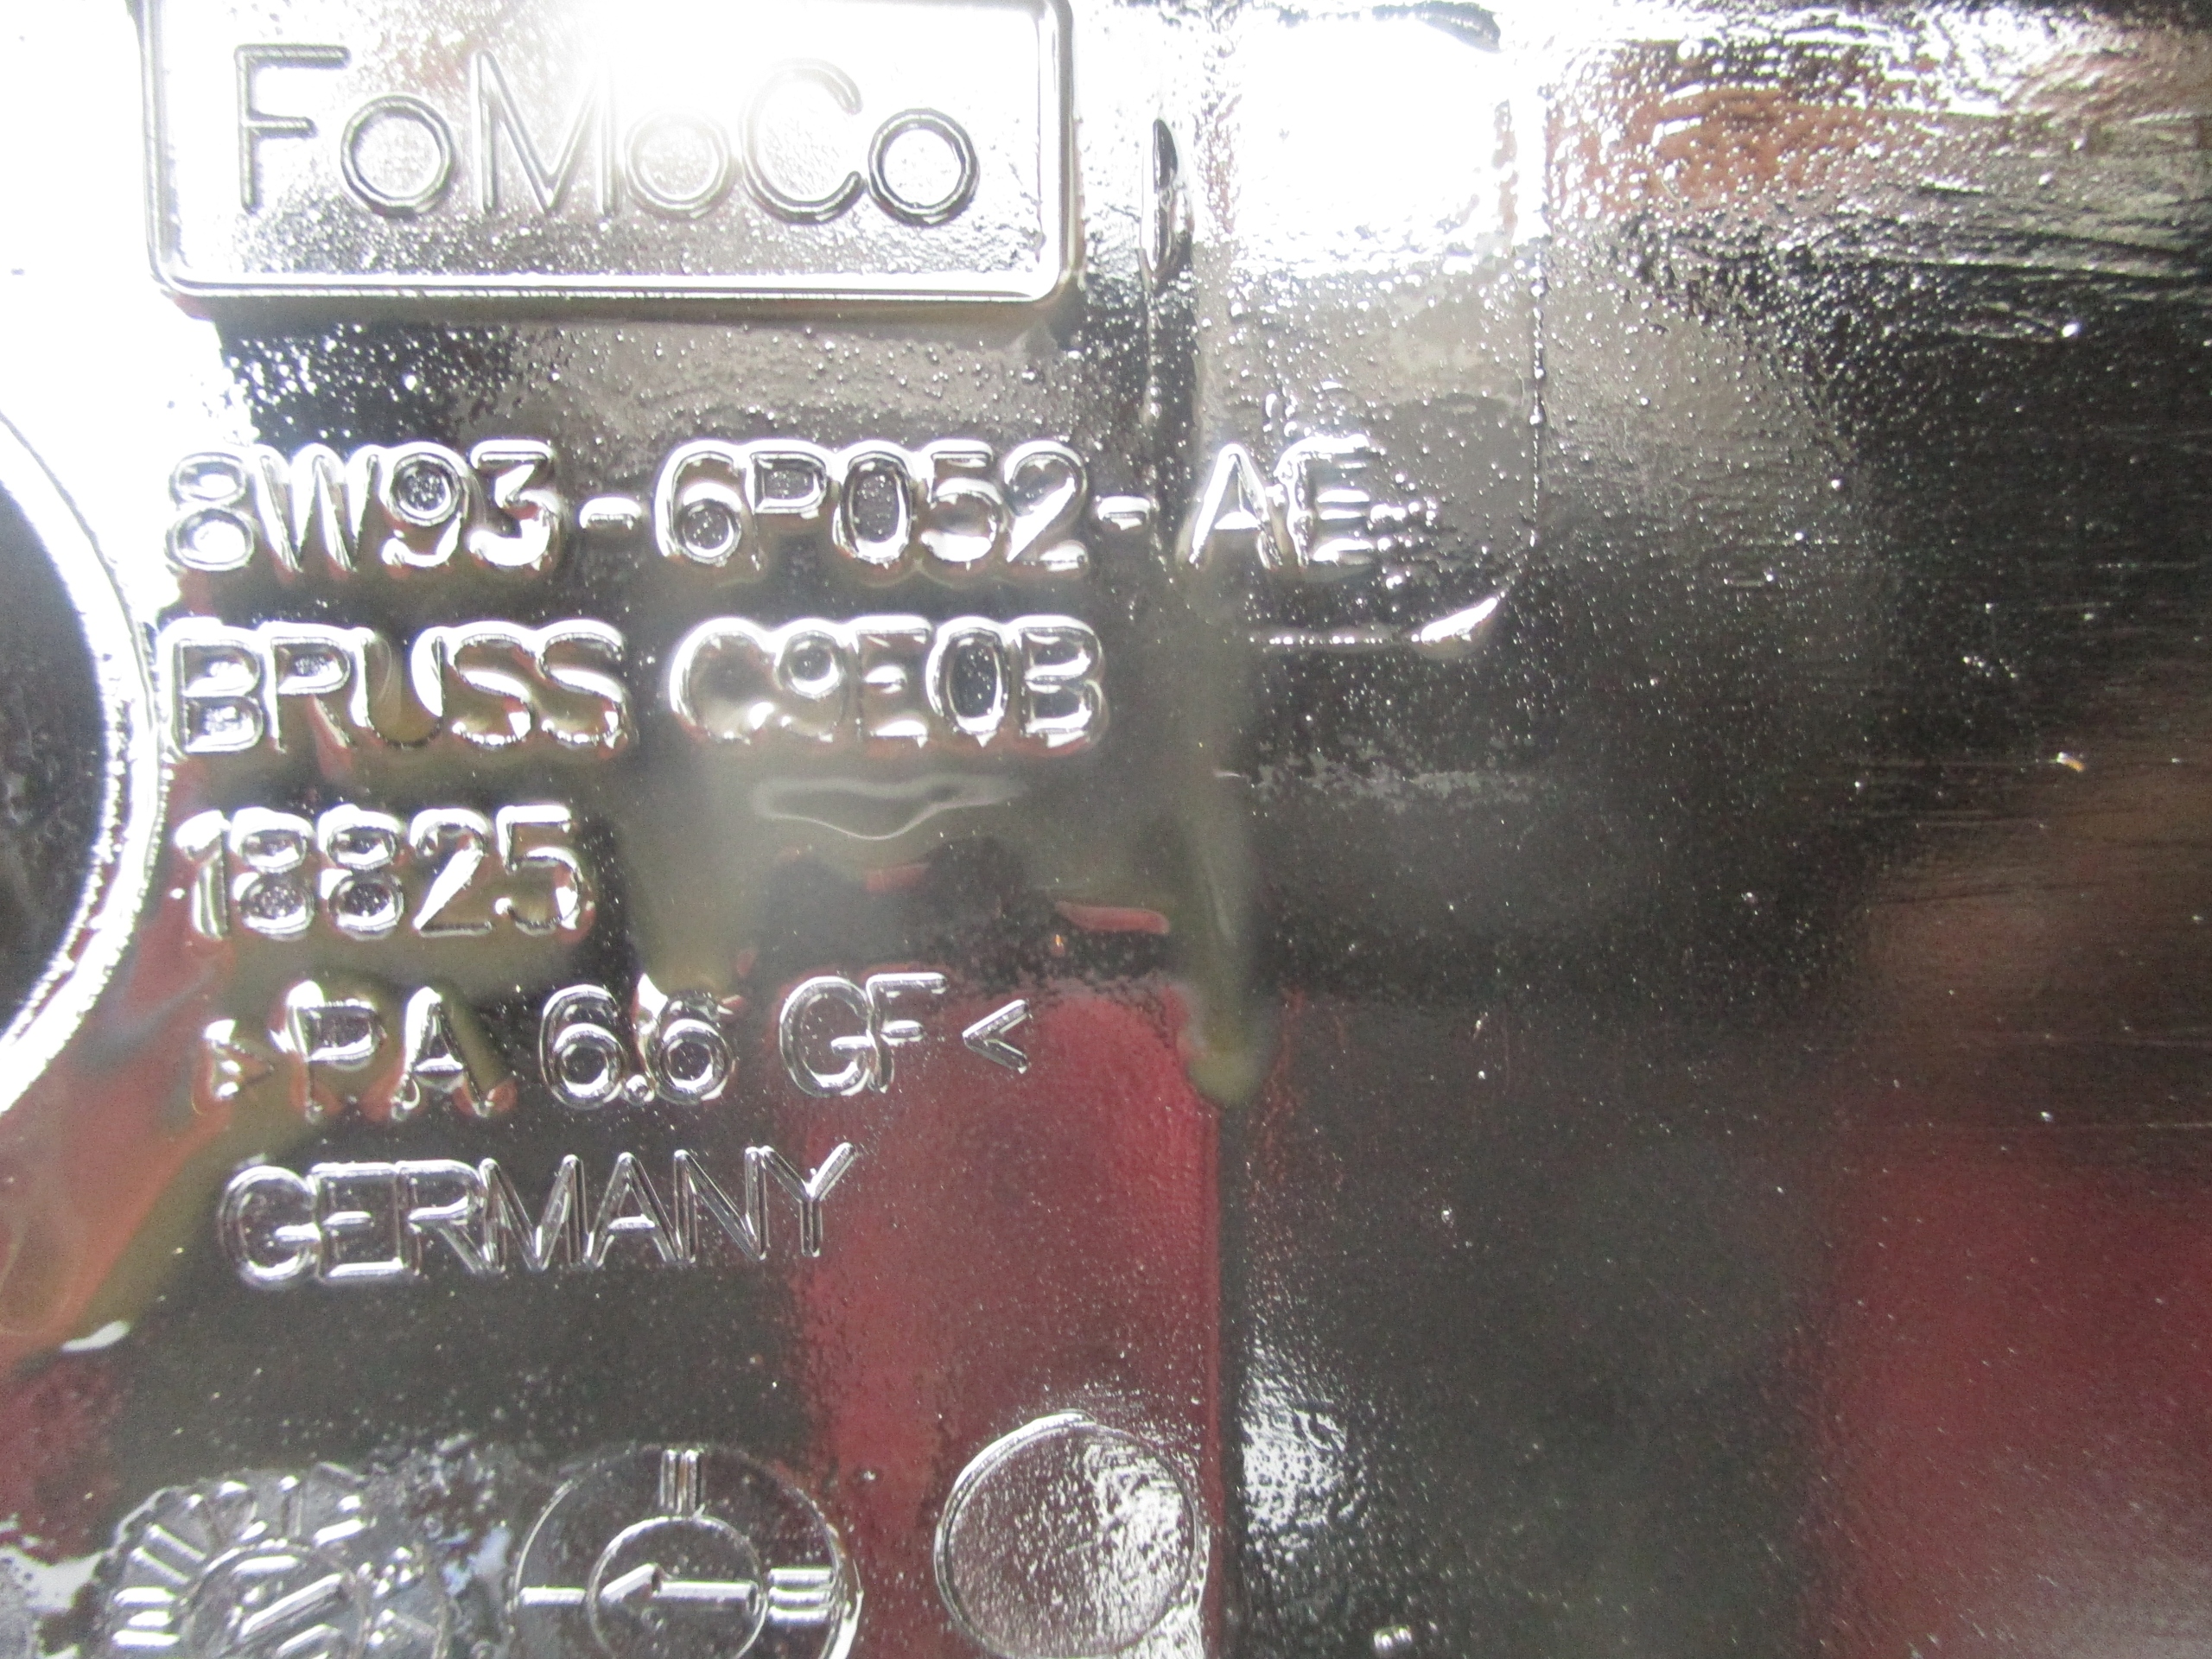 FoMoCo
8W93-6P052-AE
BRUSS C9E0B
18825
>PA 6.6 GF<
GERMANY